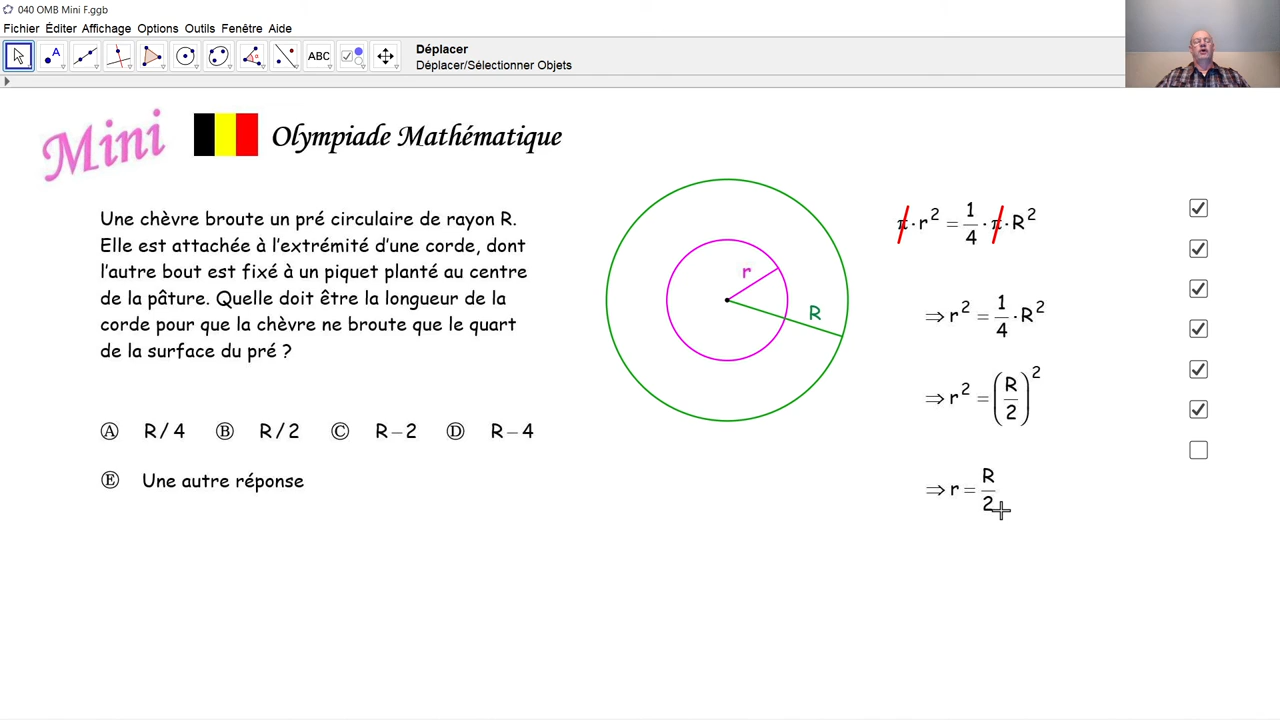 040 OMB Mini F.ggb
Fichier Éditer Affichage Options Outils Fenêtre Aide
A
ABC
Déplacer
Déplacer/Sélectionner Objets
Mini
Olympiade Mathématique
Une chèvre broute un pré circulaire de rayon R.
Elle est attachée à l'extrémité d'une corde, dont
l'autre bout est fixé à un piquet planté au centre
de la pâture. Quelle doit être la longueur de la
corde pour que la chèvre ne broute que le quart
de la surface du pré ?
Ⓐ R / 4 Ⓑ R / 2 Ⓒ R – 2 Ⓓ R – 4
Ⓔ Une autre réponse
r
R
π · r² = 1/4 · π · R²
⇒ r² = 1/4 · R²
⇒ r² = (R/2)²
⇒ r = R/2